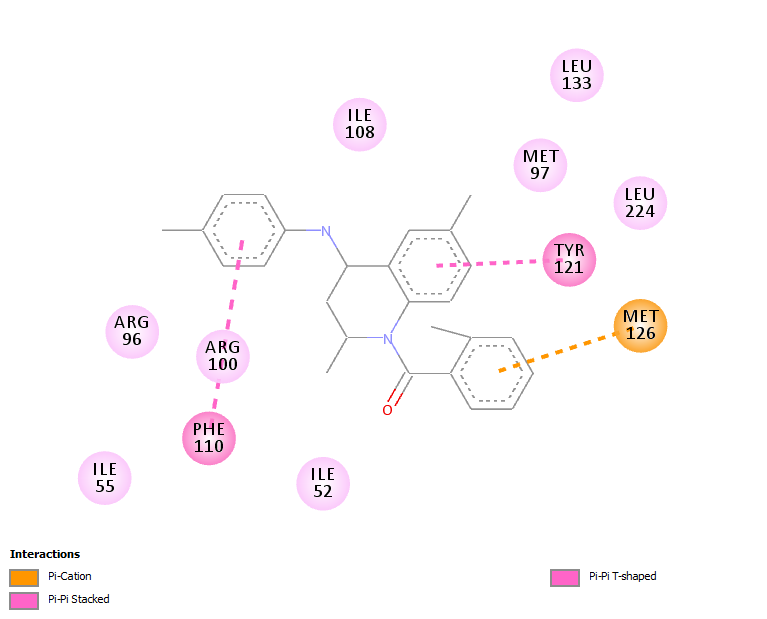 LEU
133
ILE
108
MET
97
LEU
224
N
TYR
121
ARG
96
ARG
100
N
MET
126
O
PHE
110
ILE
55
ILE
52
Interactions
Pi-Cation
Pi-Pi Stacked
Pi-Pi T-shaped